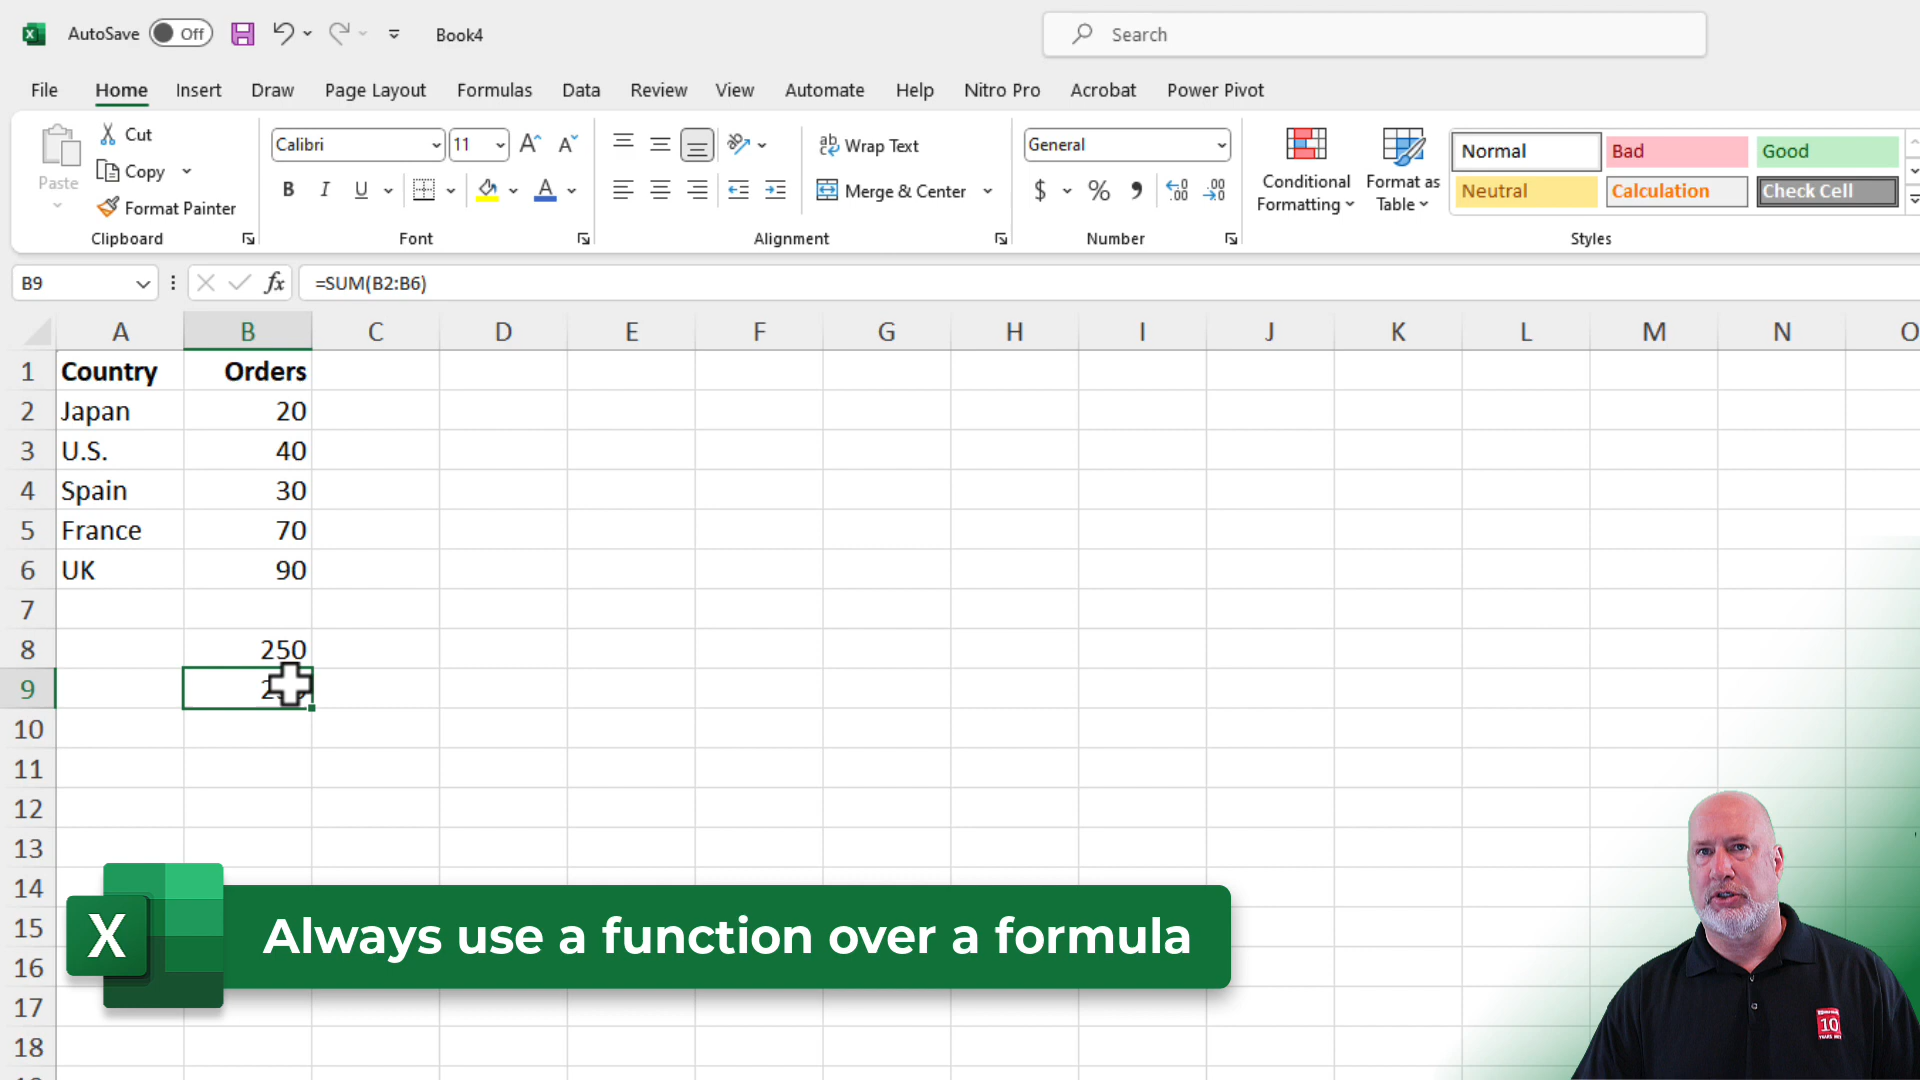 AutoSave Off Book4 Search
File Home Insert Draw Page Layout Formulas Data Review View Automate Help Nitro Pro Acrobat Power Pivot
Paste
Cut
Copy
Format Painter
Clipboard
Calibri 11
B I U A
Font
Wrap Text
Merge & Center
Alignment
General
$ % 9
Number
Conditional Formatting
Format as Table
Normal Bad Good
Neutral Calculation Check Cell
Styles
B9 fx =SUM(B2:B6)
A B C D E F G H I J K L M N O
1 Country Orders
2 Japan 20
3 U.S. 40
4 Spain 30
5 France 70
6 UK 90
7
8 250
9
10
11
12
13
14
15
16
17
18
X Always use a function over a formula
10